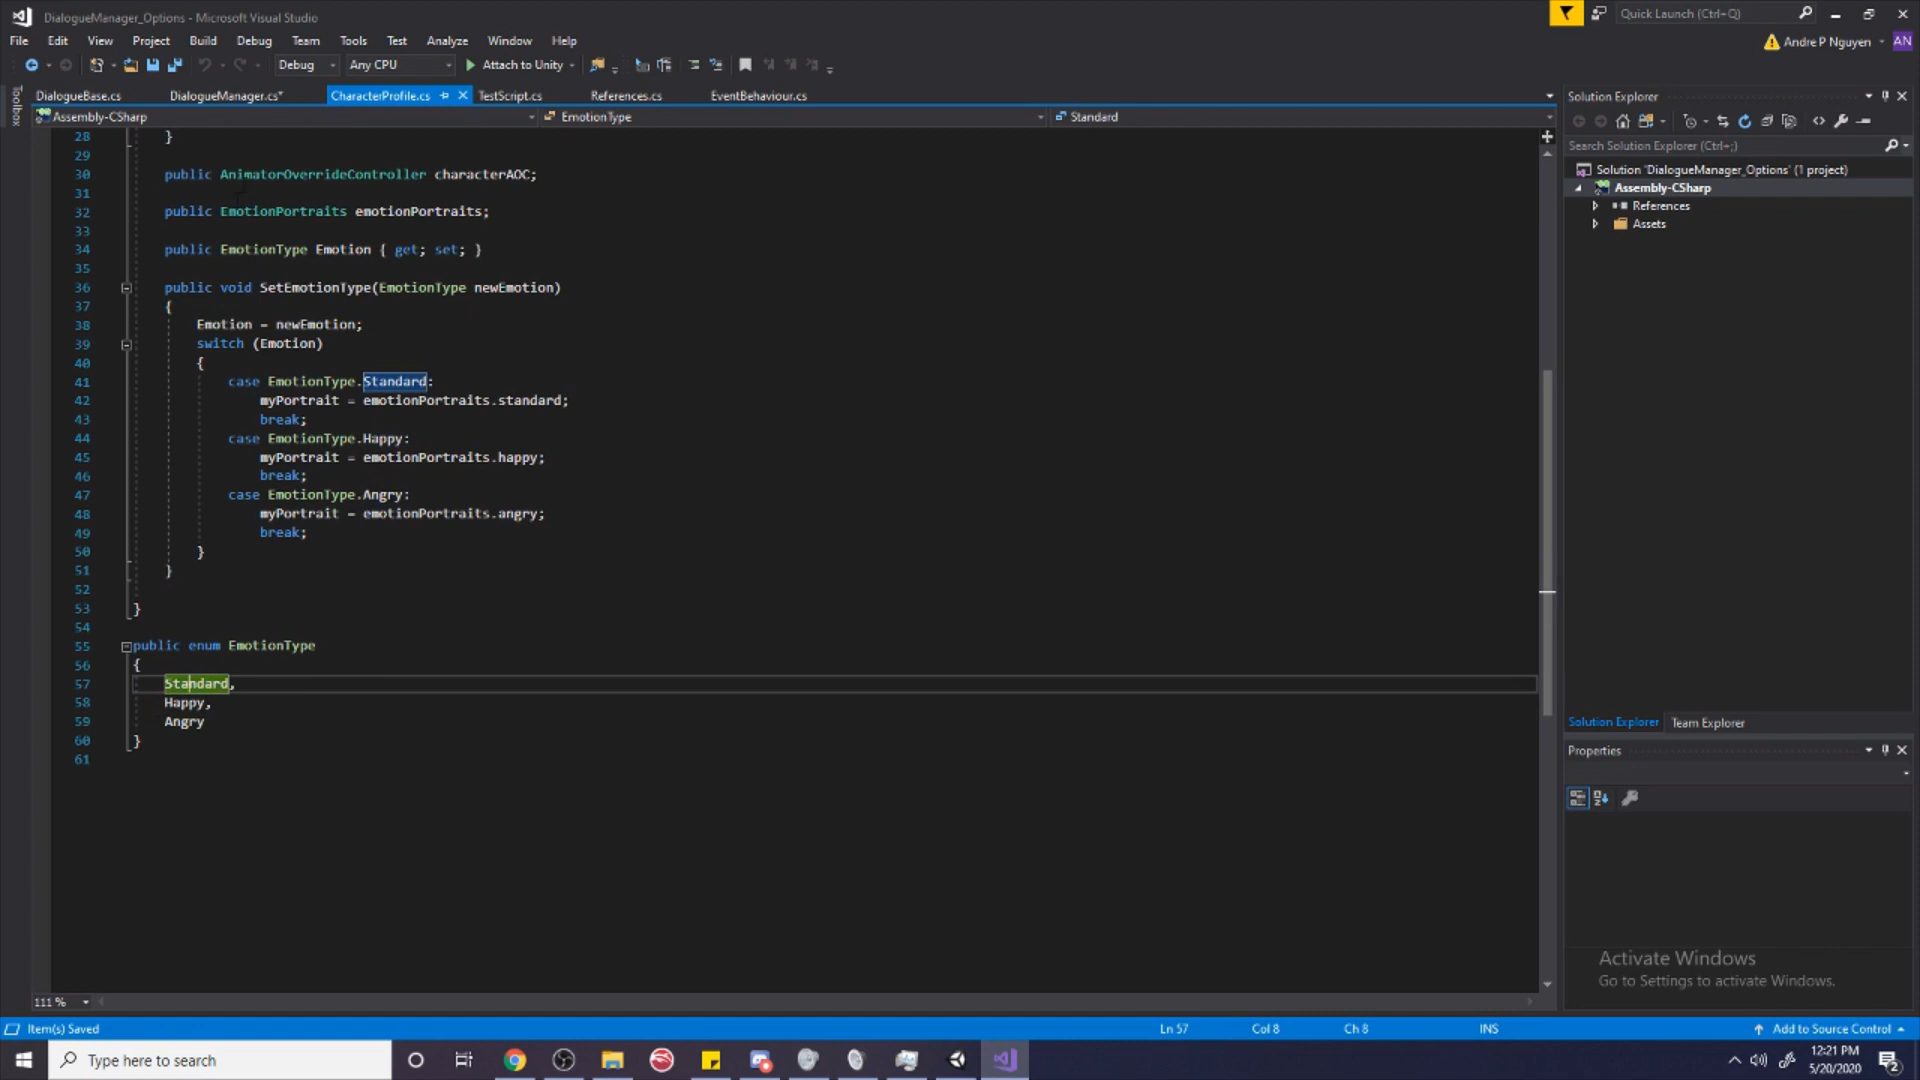 DialogueManager_Options - Microsoft Visual Studio
Quick Launch (Ctrl+Q)
File Edit View Project Build Debug Team Tools Test Analyze Window Help
Andre P Nguyen AN
Debug Any CPU Attach to Unity
Toolbox
DialogueBase.cs DialogueManager.cs* CharacterProfile.cs TestScript.cs References.cs EventBehaviour.cs
Assembly-CSharp EmotionType Standard
28 }
29
30 public AnimatorOverrideController characterAOC;
31
32 public EmotionPortraits emotionPortraits;
33
34 public EmotionType Emotion { get; set; }
35
36 public void SetEmotionType(EmotionType newEmotion)
37 {
38 Emotion = newEmotion;
39 switch (Emotion)
40 {
41 case EmotionType.Standard:
42 myPortrait = emotionPortraits.standard;
43 break;
44 case EmotionType.Happy:
45 myPortrait = emotionPortraits.happy;
46 break;
47 case EmotionType.Angry:
48 myPortrait = emotionPortraits.angry;
49 break;
50 }
51 }
52
53 }
54
55 public enum EmotionType
56 {
57 Standard,
58 Happy,
59 Angry
60 }
61
111 %
Solution Explorer
Search Solution Explorer (Ctrl+;)
Solution 'DialogueManager_Options' (1 project)
Assembly-CSharp
References
Assets
Solution Explorer Team Explorer
Properties
Activate Windows
Go to Settings to activate Windows.
Item(s) Saved Ln 57 Col 8 Ch 8 INS Add to Source Control
Type here to search
12:21 PM
5/20/2020
2